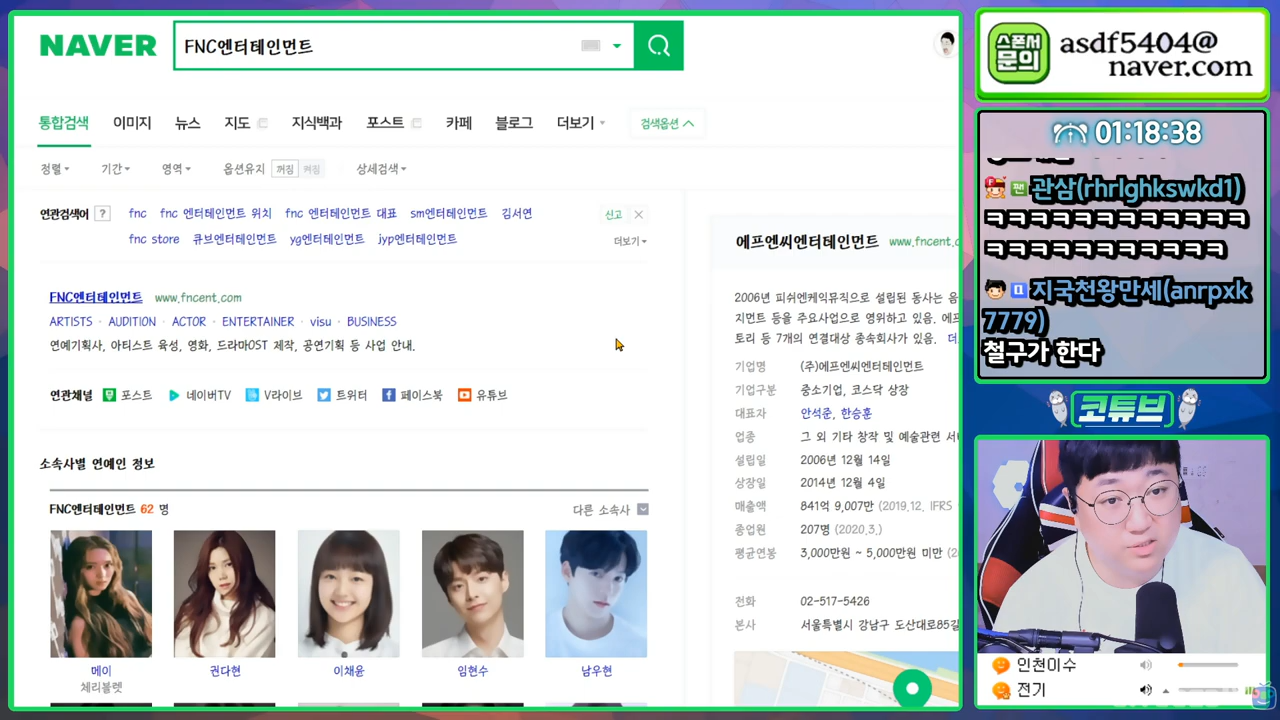 NAVER
FNC엔터테인먼트
통합검색 이미지 뉴스 지도 지식백과 포스트 카페 블로그 더보기 검색옵션
정렬 기간 영역 옵션유지 꺼짐 켜짐 상세검색
연관검색어 ? fnc fnc 엔터테인먼트 위치 fnc 엔터테인먼트 대표 sm엔터테인먼트 김서연 신고
fnc store 큐브엔터테인먼트 yg엔터테인먼트 jyp엔터테인먼트 더보기
FNC엔터테인먼트 www.fncent.com
ARTISTS · AUDITION · ACTOR · ENTERTAINER · visu · BUSINESS
연예기획사, 아티스트 육성, 영화, 드라마OST 제작, 공연기획 등 사업 안내.
연관채널 포스트 네이버TV V라이브 트위터 페이스북 유튜브
소속사별 연예인 정보
FNC엔터테인먼트 62 명 다른 소속사
메이 권다현 이채윤 임현수 남우현
체리블렛
에프엔씨엔터테인먼트 www.fncent.c
2006년 피쉬엔케익뮤직으로 설립된 동사는 음
지먼트 등을 주요사업으로 영위하고 있음. 에프
토리 등 7개의 연결대상 종속회사가 있음. 더
기업명 (주)에프엔씨엔터테인먼트
기업구분 중소기업, 코스닥 상장
대표자 안석준, 한승훈
업종 그 외 기타 창작 및 예술관련 서비
설립일 2006년 12월 14일
상장일 2014년 12월 4일
매출액 841억 9,007만 (2019.12. IFRS
종업원 207명 (2020.3.)
평균연봉 3,000만원 ~ 5,000만원 미만 (2
전화 02-517-5426
본사 서울특별시 강남구 도산대로85길
스폰서
문의
asdf5404@
naver.com
01:18:38
팬 관삼(rhrlghkswkd1)
ㅋㅋㅋㅋㅋㅋㅋㅋㅋㅋㅋㅋ
ㅋㅋㅋㅋㅋㅋㅋㅋㅋㅋㅋ
지국천왕만세(anrpxk
7779)
철구가 한다
코튜브
인천이수
전기